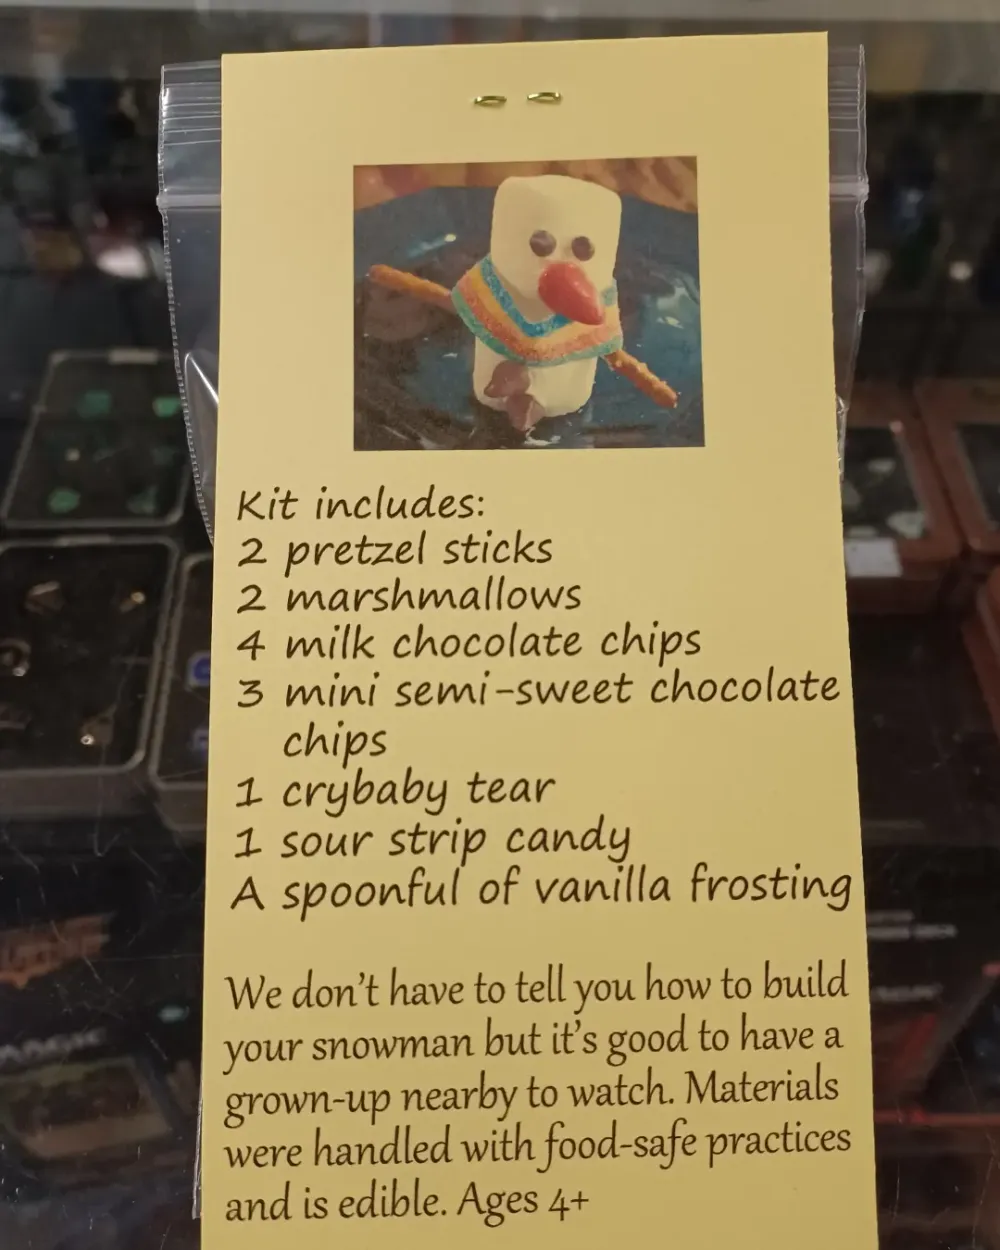 Kit includes:
2 pretzel sticks
2 marshmallows
4 milk chocolate chips
3 mini semi-sweet chocolate
chips
1 crybaby tear
1 sour strip candy
A spoonful of vanilla frosting
We don't have to tell you how to build
your snowman but it's good to have a
grown-up nearby to watch. Materials
were handled with food-safe practices
and is edible. Ages 4+